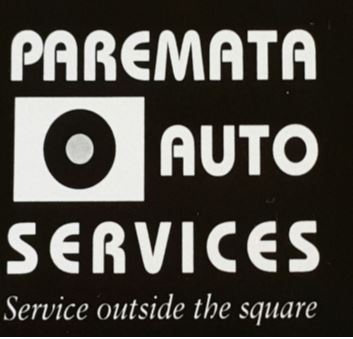 PAREMATA
AUTO
SERVICES
Service outside the square